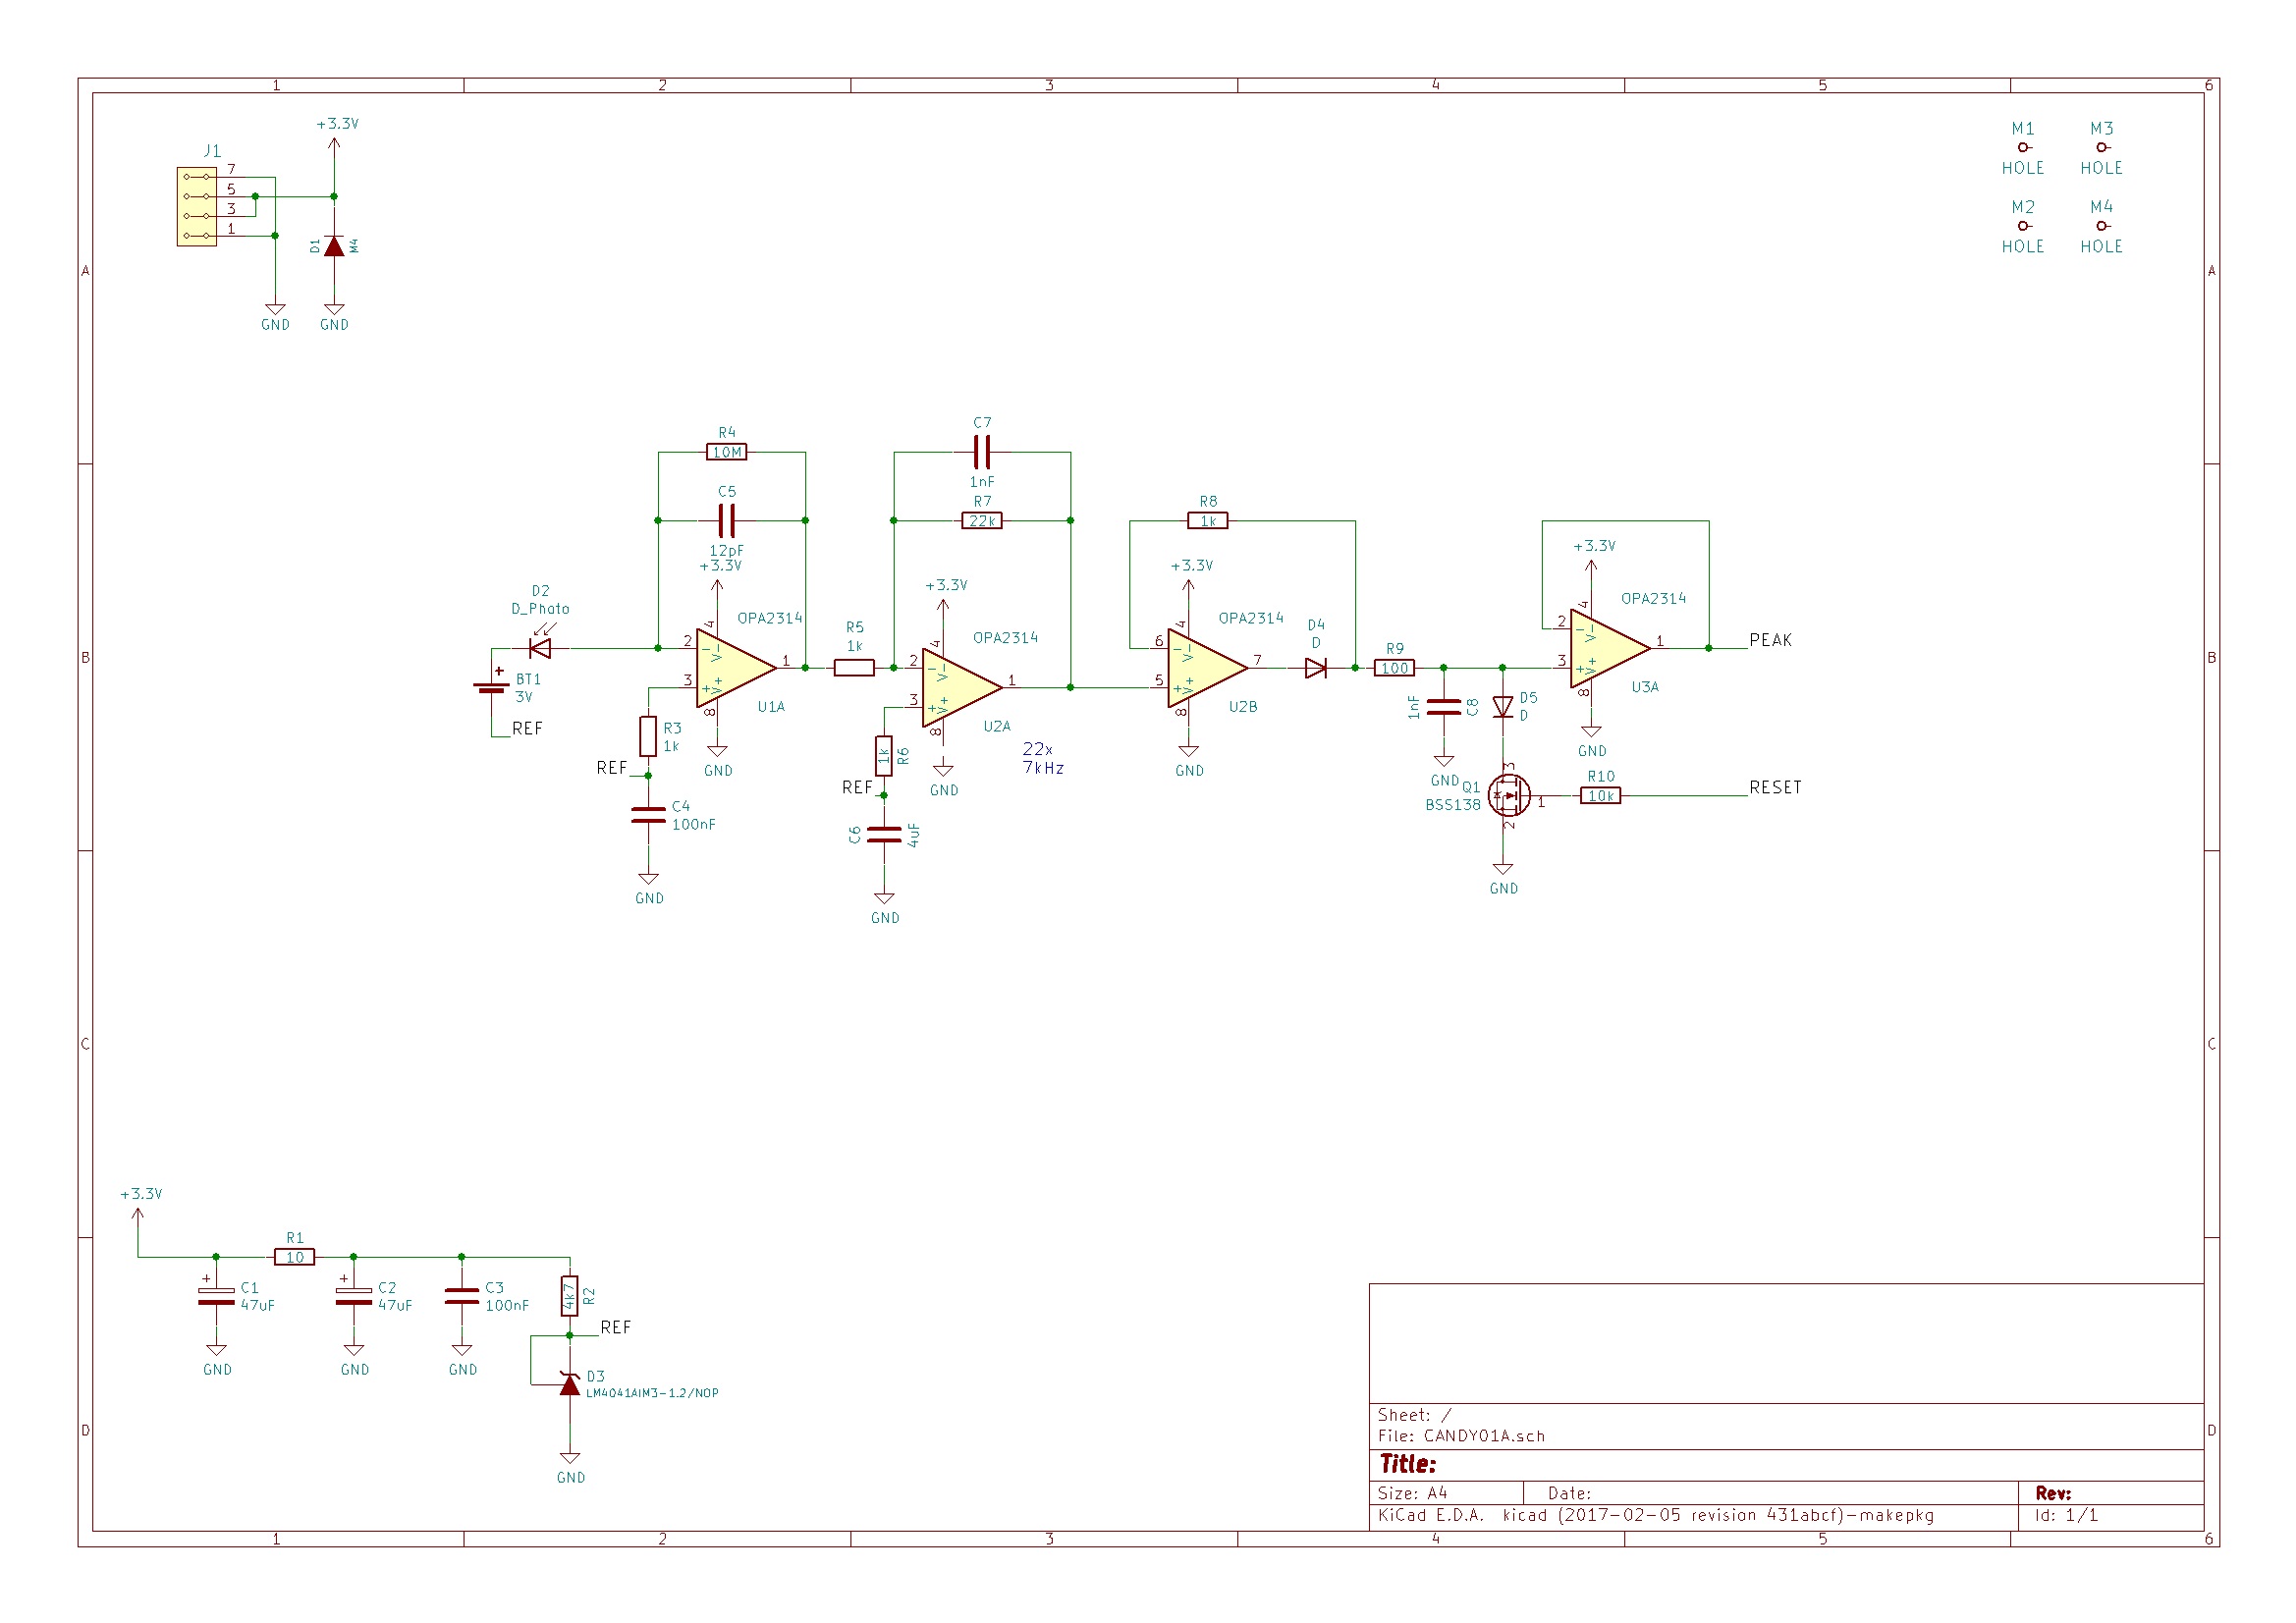 1 2 3 4 5 6
+3.3V
J1
7
5
3
1
D1
M4
GND GND
M1 M3
HOLE HOLE
M2 M4
HOLE HOLE
A A
B B
C C
D D
R4
10M
C5
12pF
+3.3V
OPA2314
D2
D_Photo
BT1
3V
REF
2
3
4
8
1
U1A
GND
R3
1k
REF
C4
100nF
GND
R5
1k
C7
1nF
R7
22k
+3.3V
OPA2314
2
3
4
8
1
U2A
22x
7kHz
GND
R6
1k
REF
C6
4uF
GND
R8
1k
+3.3V
OPA2314
6
5
4
8
7
U2B
GND
D4
D
R9
100
1nF
C8
GND
D5
D
Q1
BSS138
3
1
2
GND
R10
10k
RESET
+3.3V
OPA2314
2
3
4
8
1
U3A
GND
PEAK
+3.3V
R1
10
C1
47uF
GND
C2
47uF
GND
C3
100nF
GND
R2
4k7
REF
D3
LM4041AIM3-1.2/NOP
GND
Sheet: /
File: CANDY01A.sch
Title:
Size: A4 Date: Rev:
KiCad E.D.A. kicad (2017-02-05 revision 431abcf)-makepkg Id: 1/1
1 2 3 4 5 6